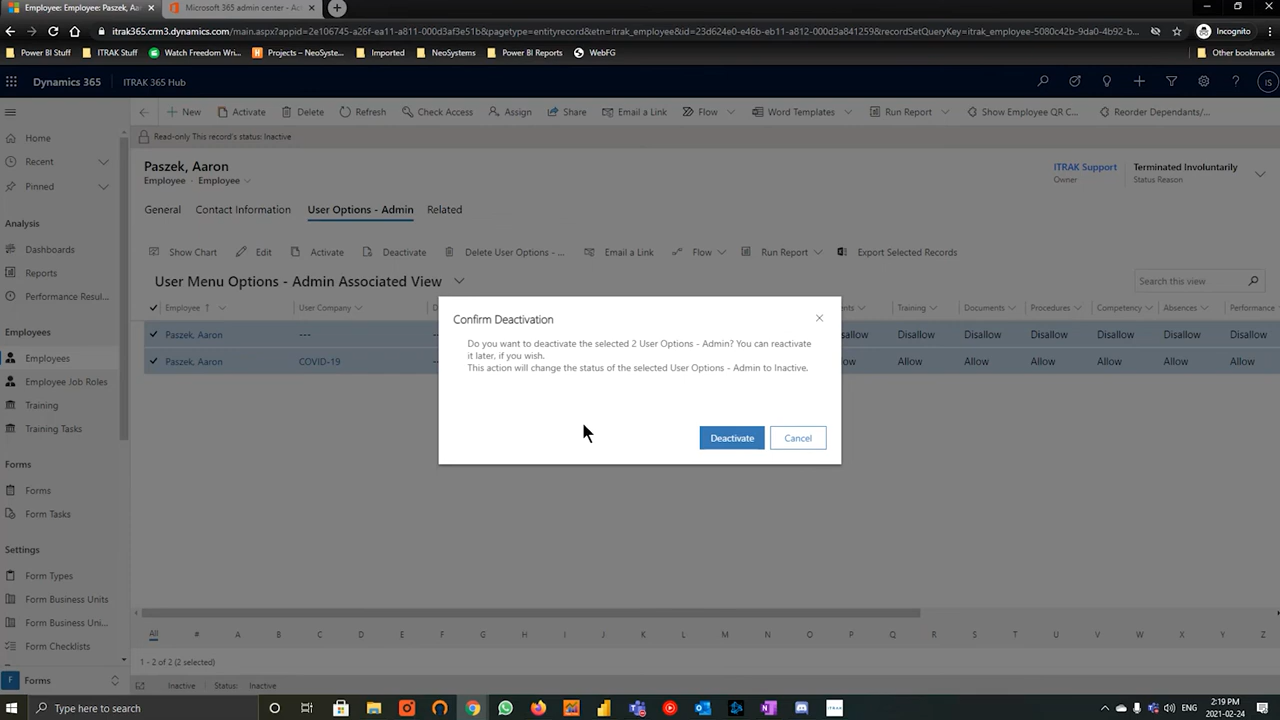 Employee: Employee: Paszek, Aa
Microsoft 365 admin center - Ac
itrak365.crm3.dynamics.com/main.aspx?appid=2e106745-a26f-ea11-a811-000d3af3e51b&pagetype=entityrecord&etn=itrak_employee&id=23d624e0-eb11-a812-000d3a841259&recordSetQueryKey=itrak_employee-5080c42b-9da0-4a5b-b...
Incognito
Power BI Stuff
ITRAK Stuff
Watch Freedom Wri...
Projects – NeoSyste...
Imported
NeoSystems
Power BI Reports
WebFG
Other bookmarks
Dynamics 365
ITRAK 365 Hub
IS
New
Activate
Delete
Refresh
Check Access
Assign
Share
Email a Link
Flow
Word Templates
Run Report
Show Employee QR C...
Reorder Dependants/...
Read-only This record's status: Inactive
Home
Recent
Pinned
Analysis
Dashboards
Reports
Performance Resul...
Employees
Employees
Employee Job Roles
Training
Training Tasks
Forms
Forms
Form Tasks
Settings
Form Types
Form Business Units
Form Business Uni...
Form Checklists
F Forms
Paszek, Aaron
Employee · Employee
ITRAK Support
Owner
Terminated Involuntarily
Status Reason
General
Contact Information
User Options - Admin
Related
Show Chart
Edit
Activate
Deactivate
Delete User Options - ...
Email a Link
Flow
Run Report
Export Selected Records
User Menu Options - Admin Associated View
Search this view
Employee ↑
User Company
Training
Documents
Procedures
Competency
Absences
Performance
Paszek, Aaron
---
Disallow
Disallow
Disallow
Disallow
Disallow
Paszek, Aaron
COVID-19
Allow
Allow
Allow
Allow
Allow
Confirm Deactivation
Do you want to deactivate the selected 2 User Options - Admin? You can reactivate
it later, if you wish.
This action will change the status of the selected User Options - Admin to Inactive.
Deactivate
Cancel
All # A B C D E F G H I J K L M N O P Q R S T U V W X Y Z
1 - 2 of 2 (2 selected)
Inactive
Status: Inactive
Type here to search
ENG
2:19 PM
2021-02-24